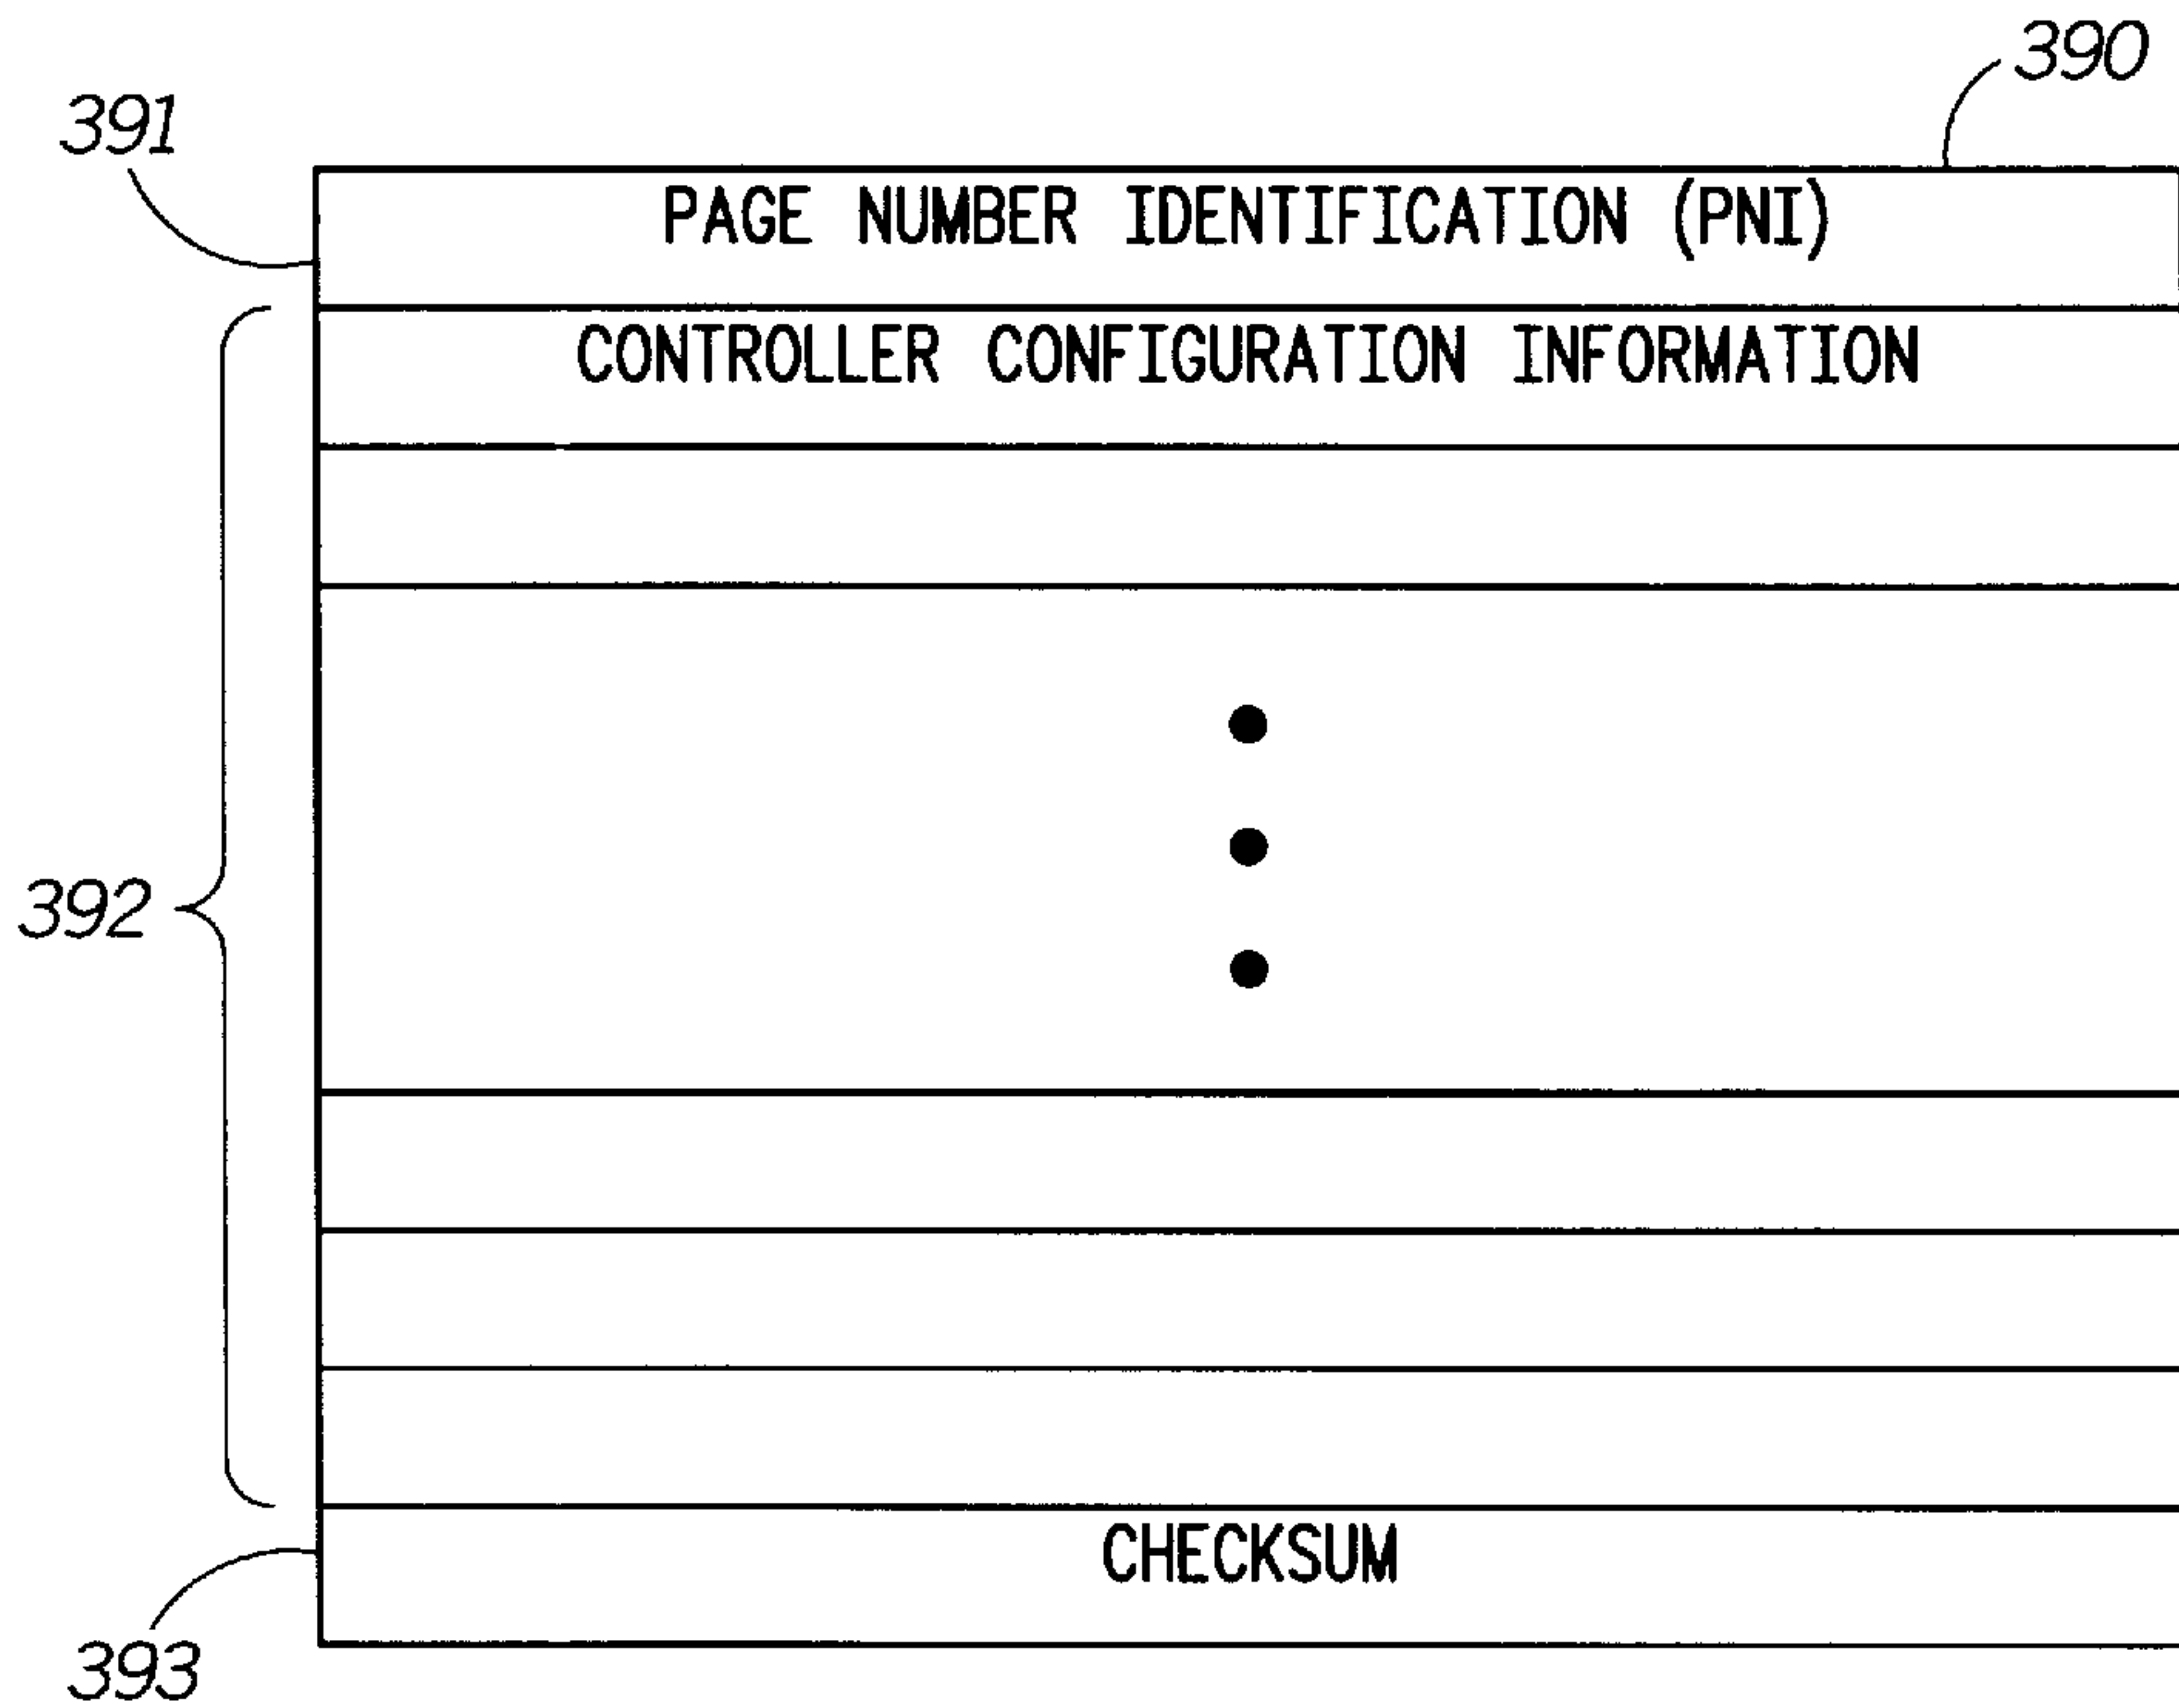 390
391
PAGE NUMBER IDENTIFICATION (PNI)
CONTROLLER CONFIGURATION INFORMATION
392
CHECKSUM
393